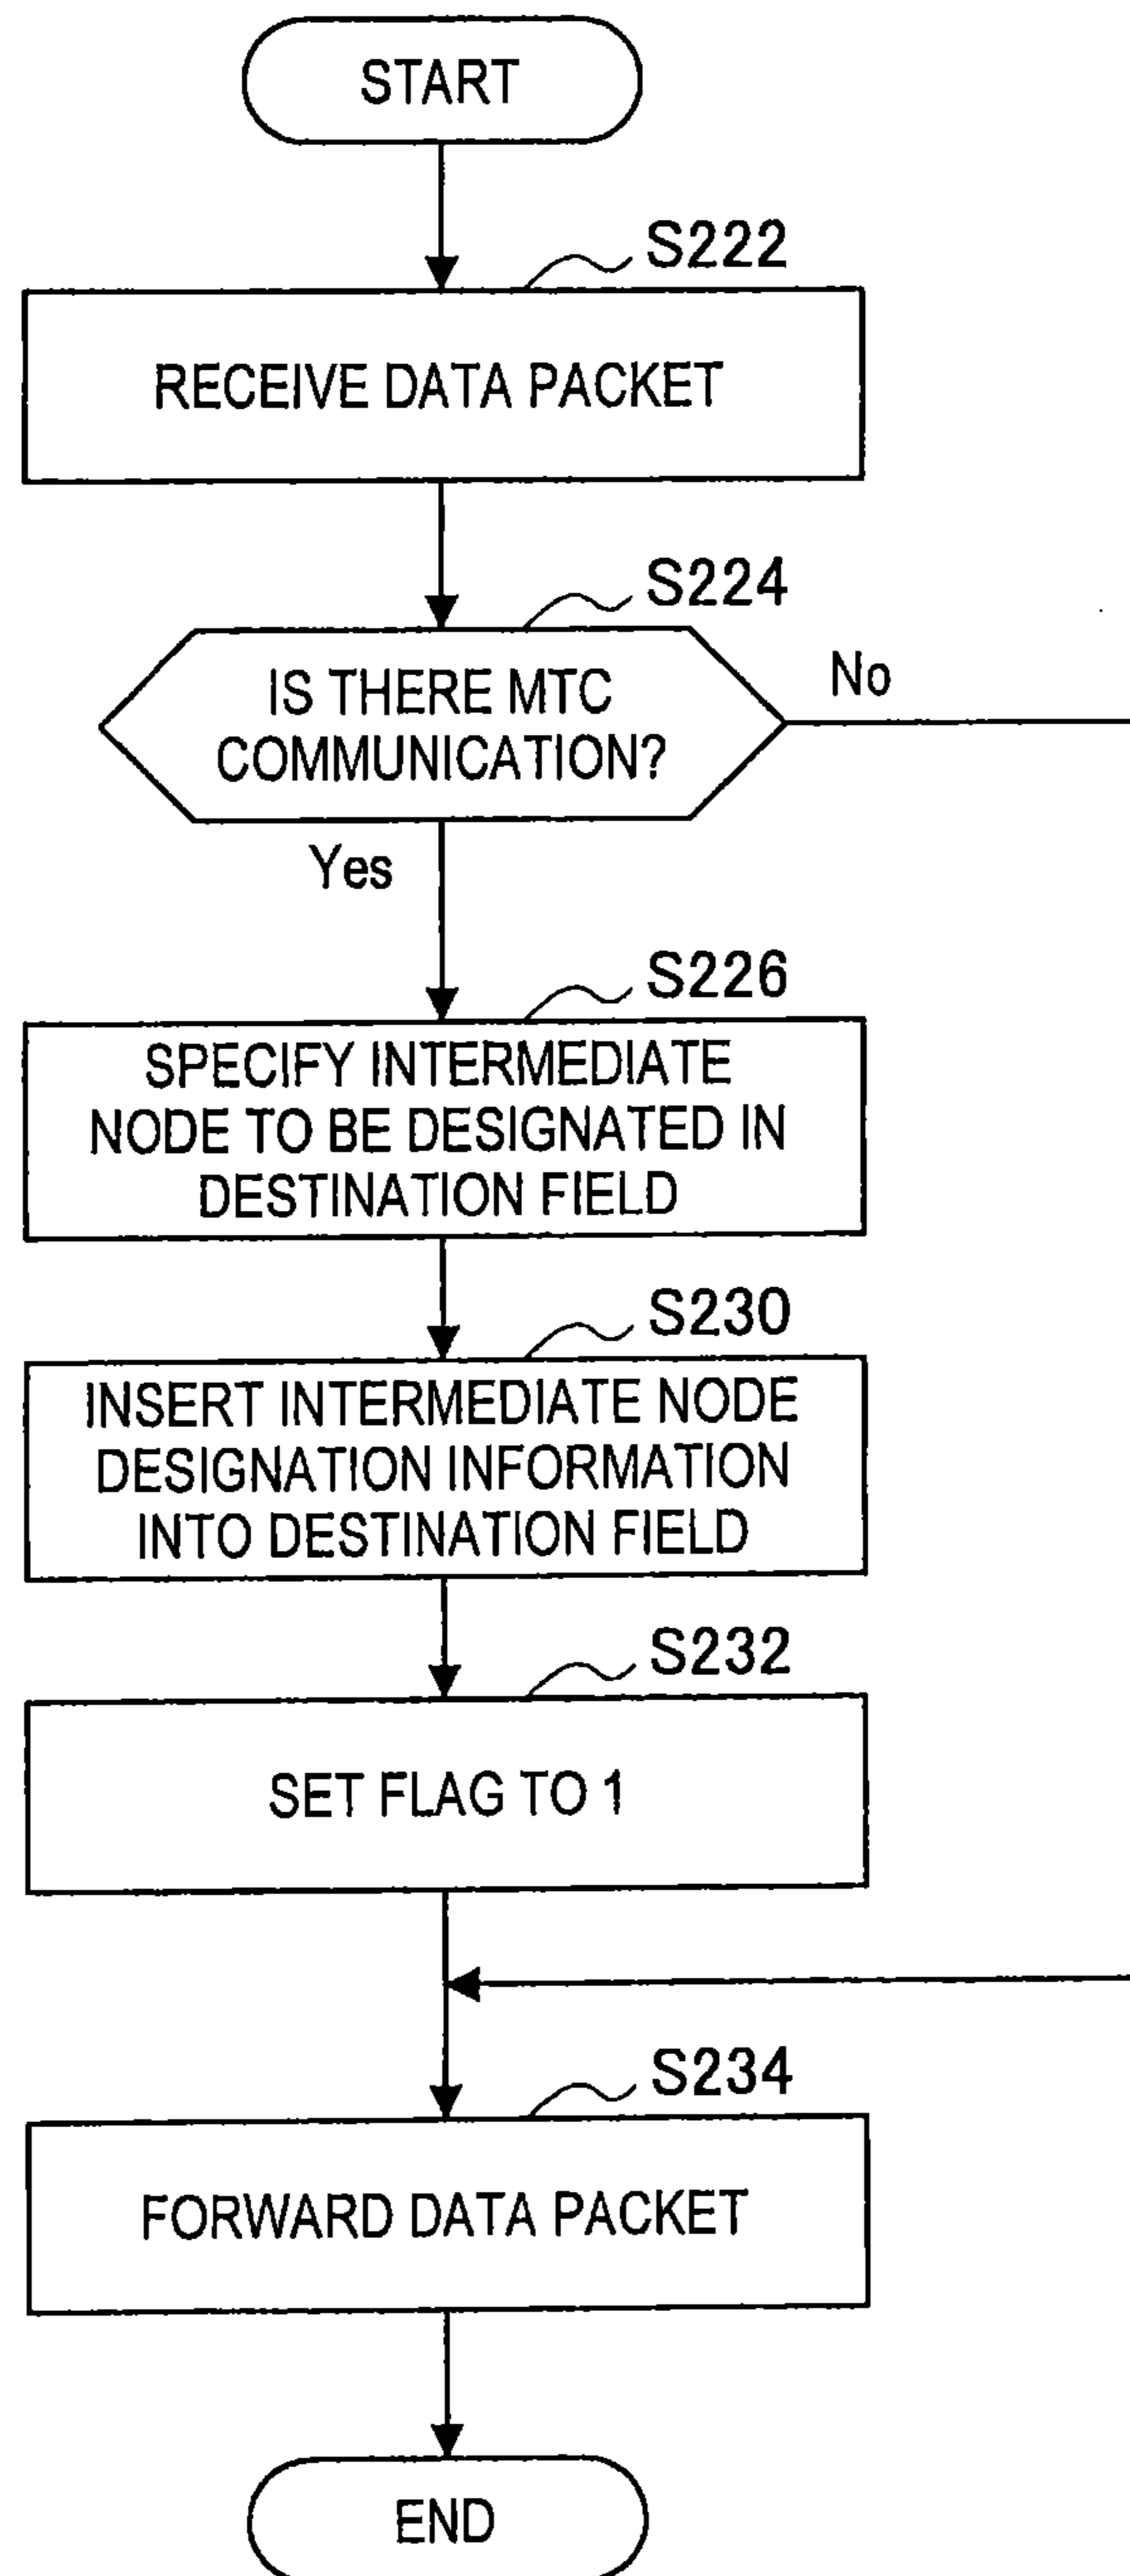 START
S222
RECEIVE DATA PACKET
S224
IS THERE MTC
COMMUNICATION?
No
Yes
S226
SPECIFY INTERMEDIATE
NODE TO BE DESIGNATED IN
DESTINATION FIELD
S230
INSERT INTERMEDIATE NODE
DESIGNATION INFORMATION
INTO DESTINATION FIELD
S232
SET FLAG TO 1
S234
FORWARD DATA PACKET
END